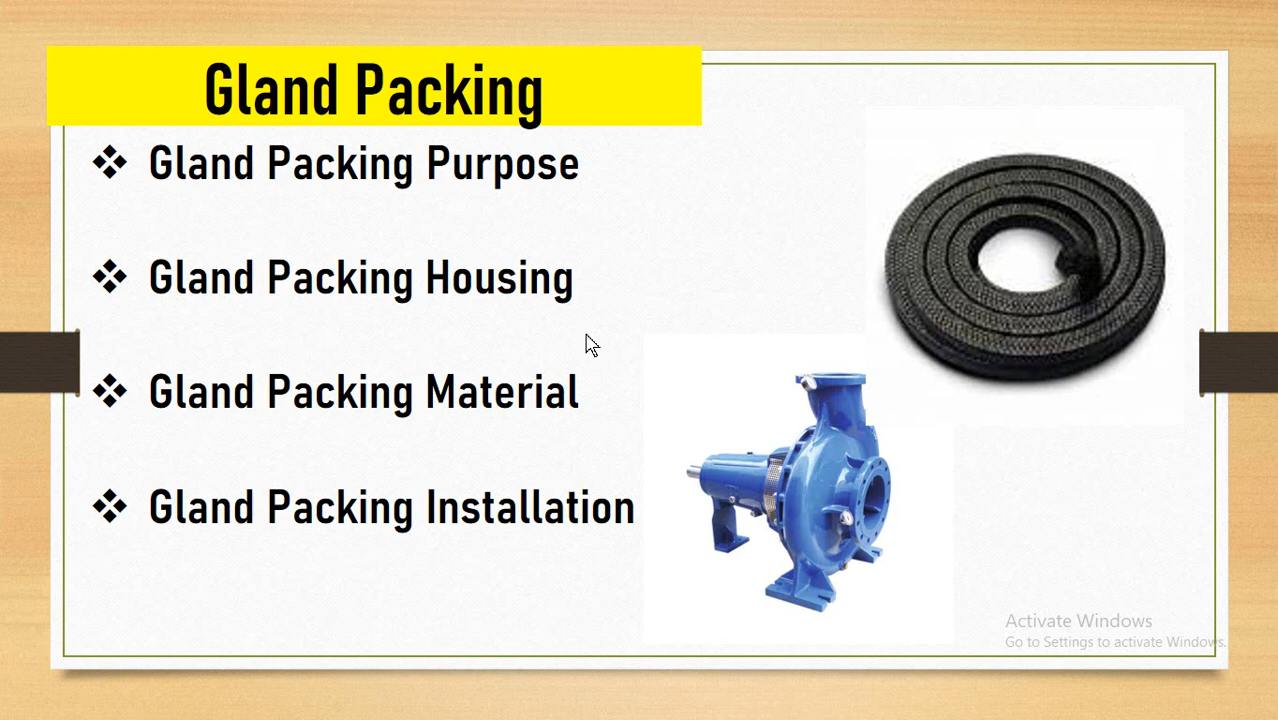 Gland Packing
Gland Packing Purpose
Gland Packing Housing
Gland Packing Material
Gland Packing Installation
Activate Windows
Go to Settings to activate Windows.